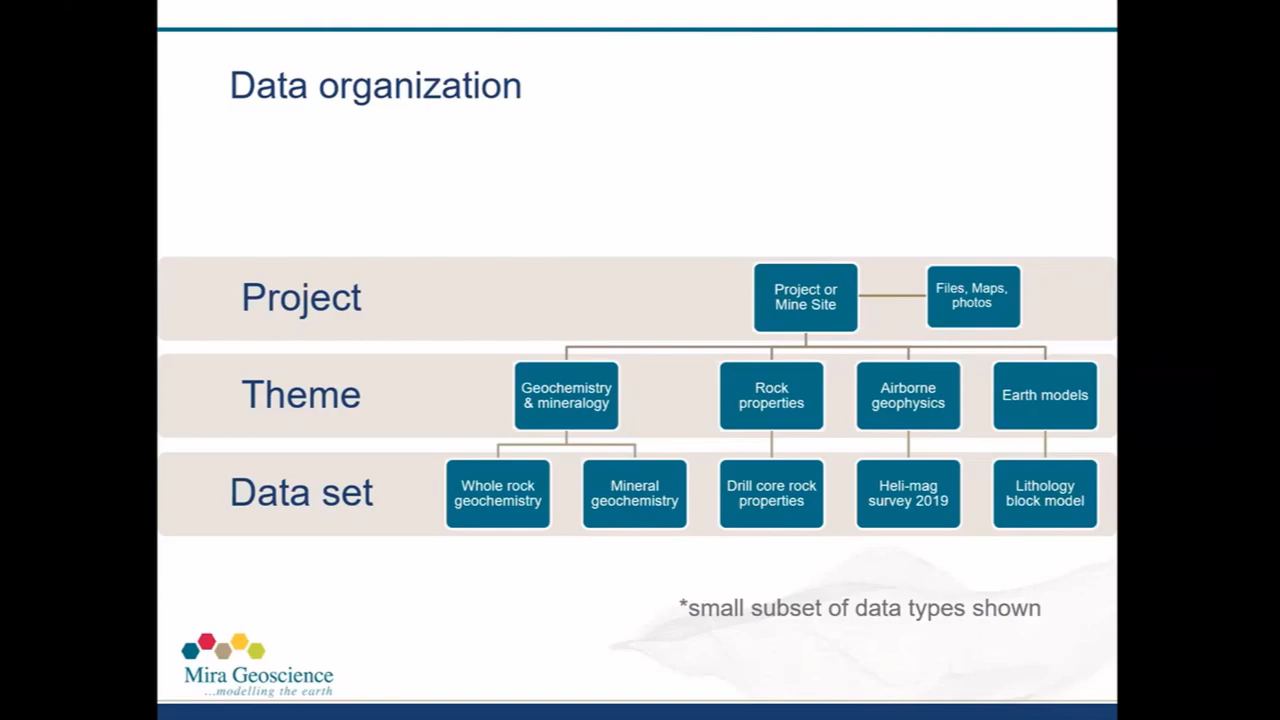 Data organization
Project
Project or
Mine Site
Files, Maps,
photos
Theme
Geochemistry
& mineralogy
Rock
properties
Airborne
geophysics
Earth models
Data set
Whole rock
geochemistry
Mineral
geochemistry
Drill core rock
properties
Heli-mag
survey 2019
Lithology
block model
*small subset of data types shown
Mira Geoscience
...modelling the earth